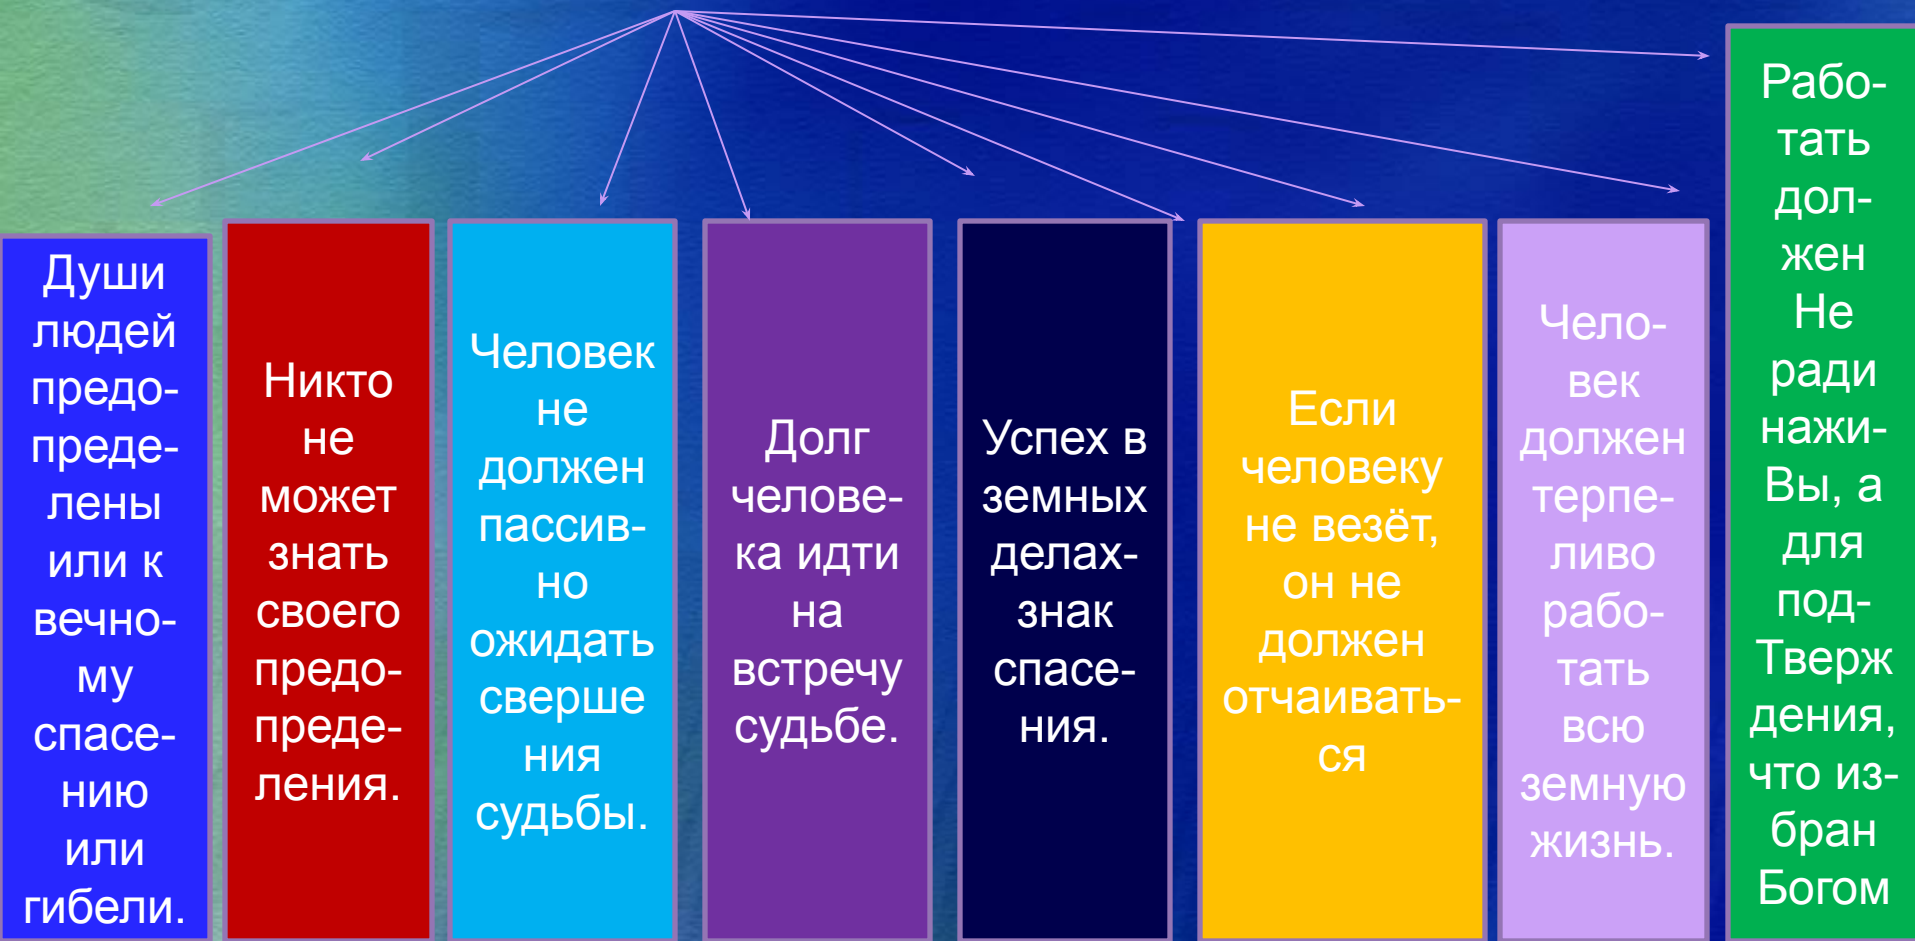 Души
людей
предо-
преде-
лены
или к
вечно-
му
спасе-
нию
или
гибели.
Никто
не
может
знать
своего
предо-
преде-
ления.
Человек
не
должен
пассив-
но
ожидать
сверше
ния
судьбы.
Долг
челове-
ка идти
на
встречу
судьбе.
Успех в
земных
делах-
знак
спасе-
ния.
Если
человеку
не везёт,
он не
должен
отчаивать-
ся
Чело-
век
должен
терпе-
ливо
рабо-
тать
всю
земную
жизнь.
Рабо-
тать
дол-
жен
Не
ради
нажи-
Вы, а
для
под-
Тверж
дения,
что из-
бран
Богом